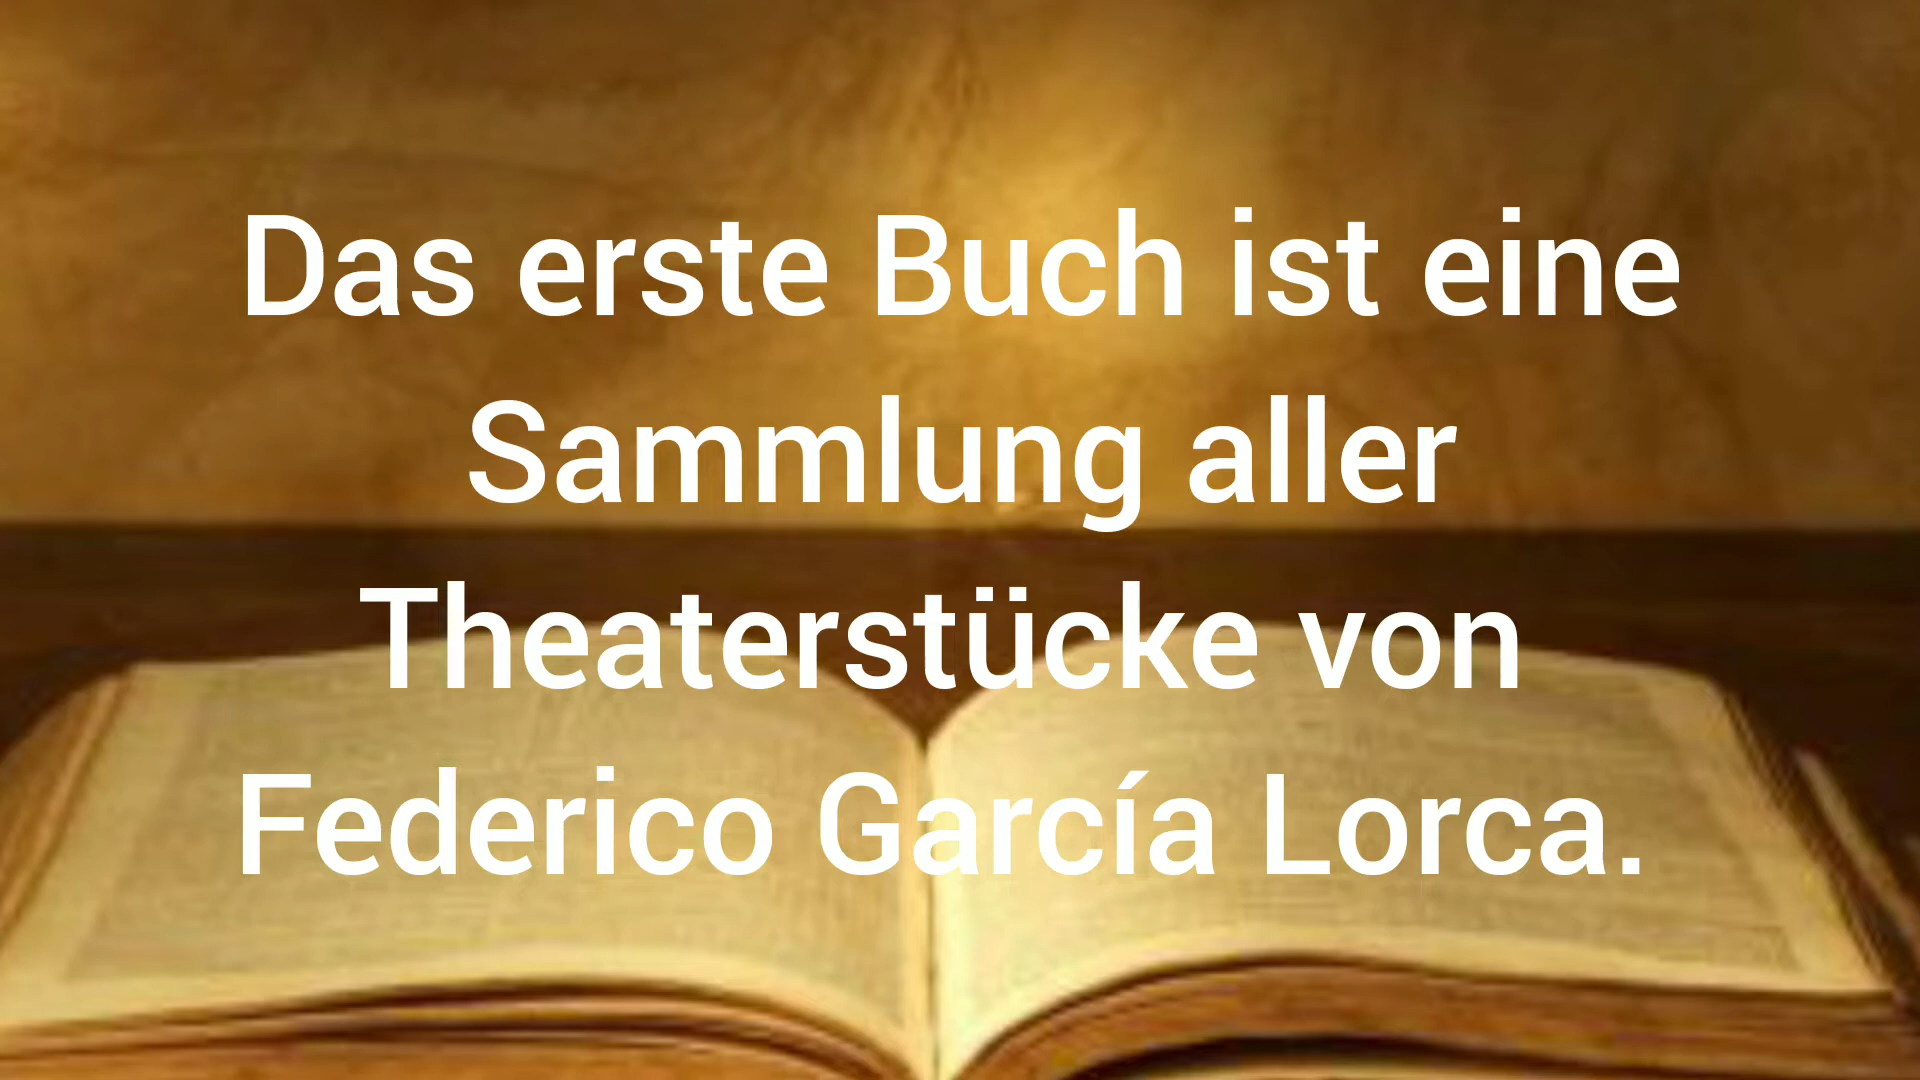 Das erste Buch ist eine
Sammlung aller
Theaterstücke von
Federico García Lorca.